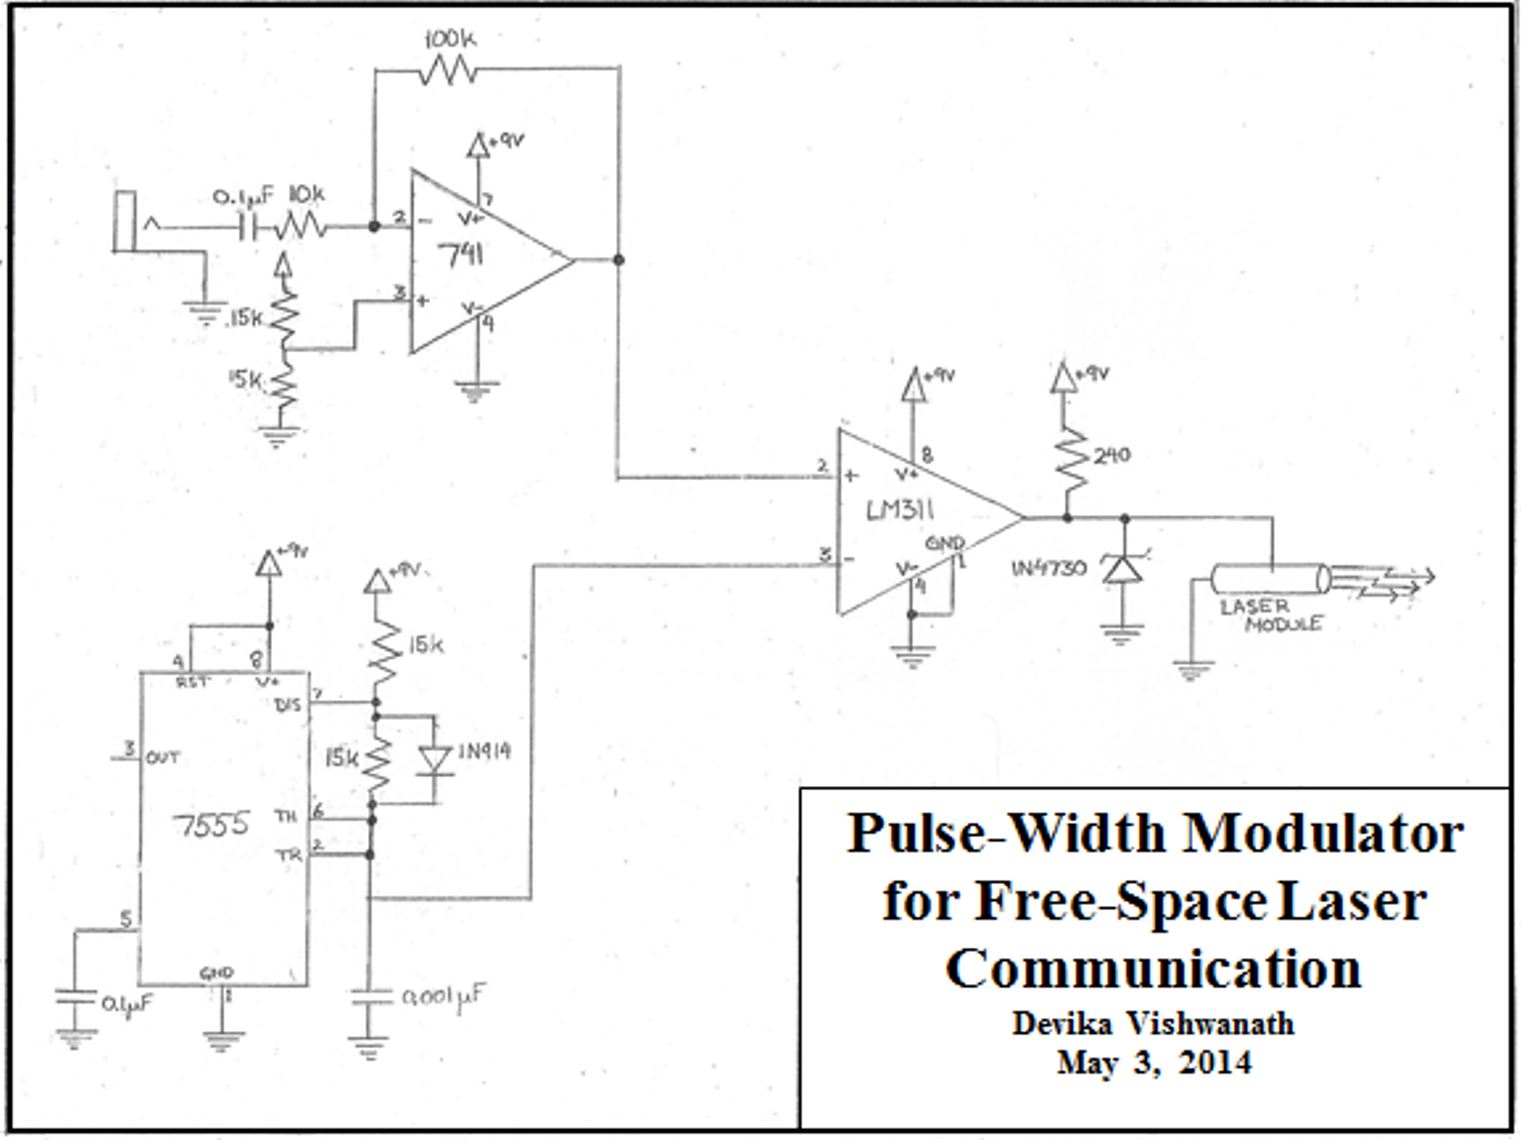 100k
+9V
0.1µF 10k
7
2 -
V+
741
3 +
V-
4
15k
15k
+9V
+9V
8
2 +
V+
240
LM311
GND
1
3 -
V-
4
1N4730
LASER
MODULE
+9V
+9V
15k
4 8
RST V+
DIS 7
3 OUT
15k
1N914
7555
TH 6
TR 2
5
GND
1
0.1µF
0.001µF
Pulse-Width Modulator
for Free-Space Laser
Communication
Devika Vishwanath
May 3, 2014